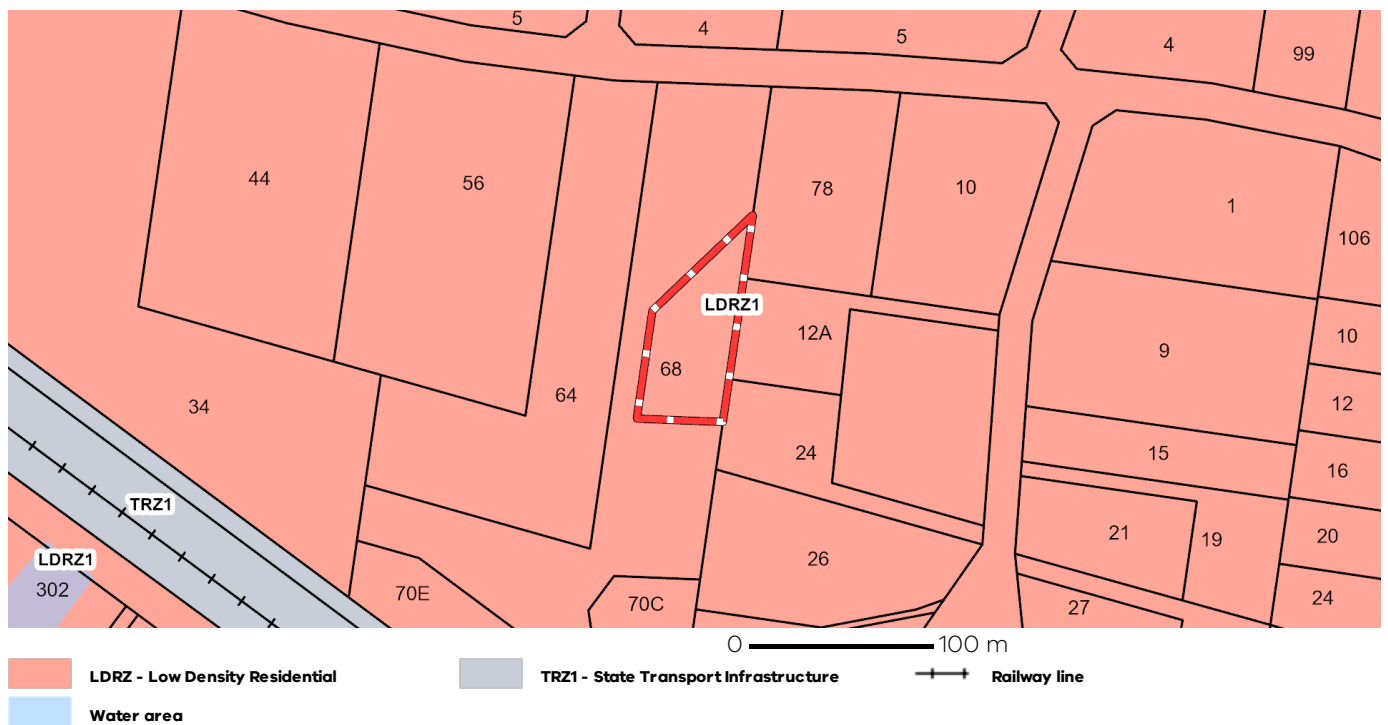 5
4
5
4
99
44
56
78
10
1
106
LDRZ1
12A
10
9
68
64
34
12
24
15
16
TRZ1
21
19
20
LDRZ1
302
26
70E
70C
27
24
0 100 m
LDRZ - Low Density Residential
TRZ1 - State Transport Infrastructure
Railway line
Water area